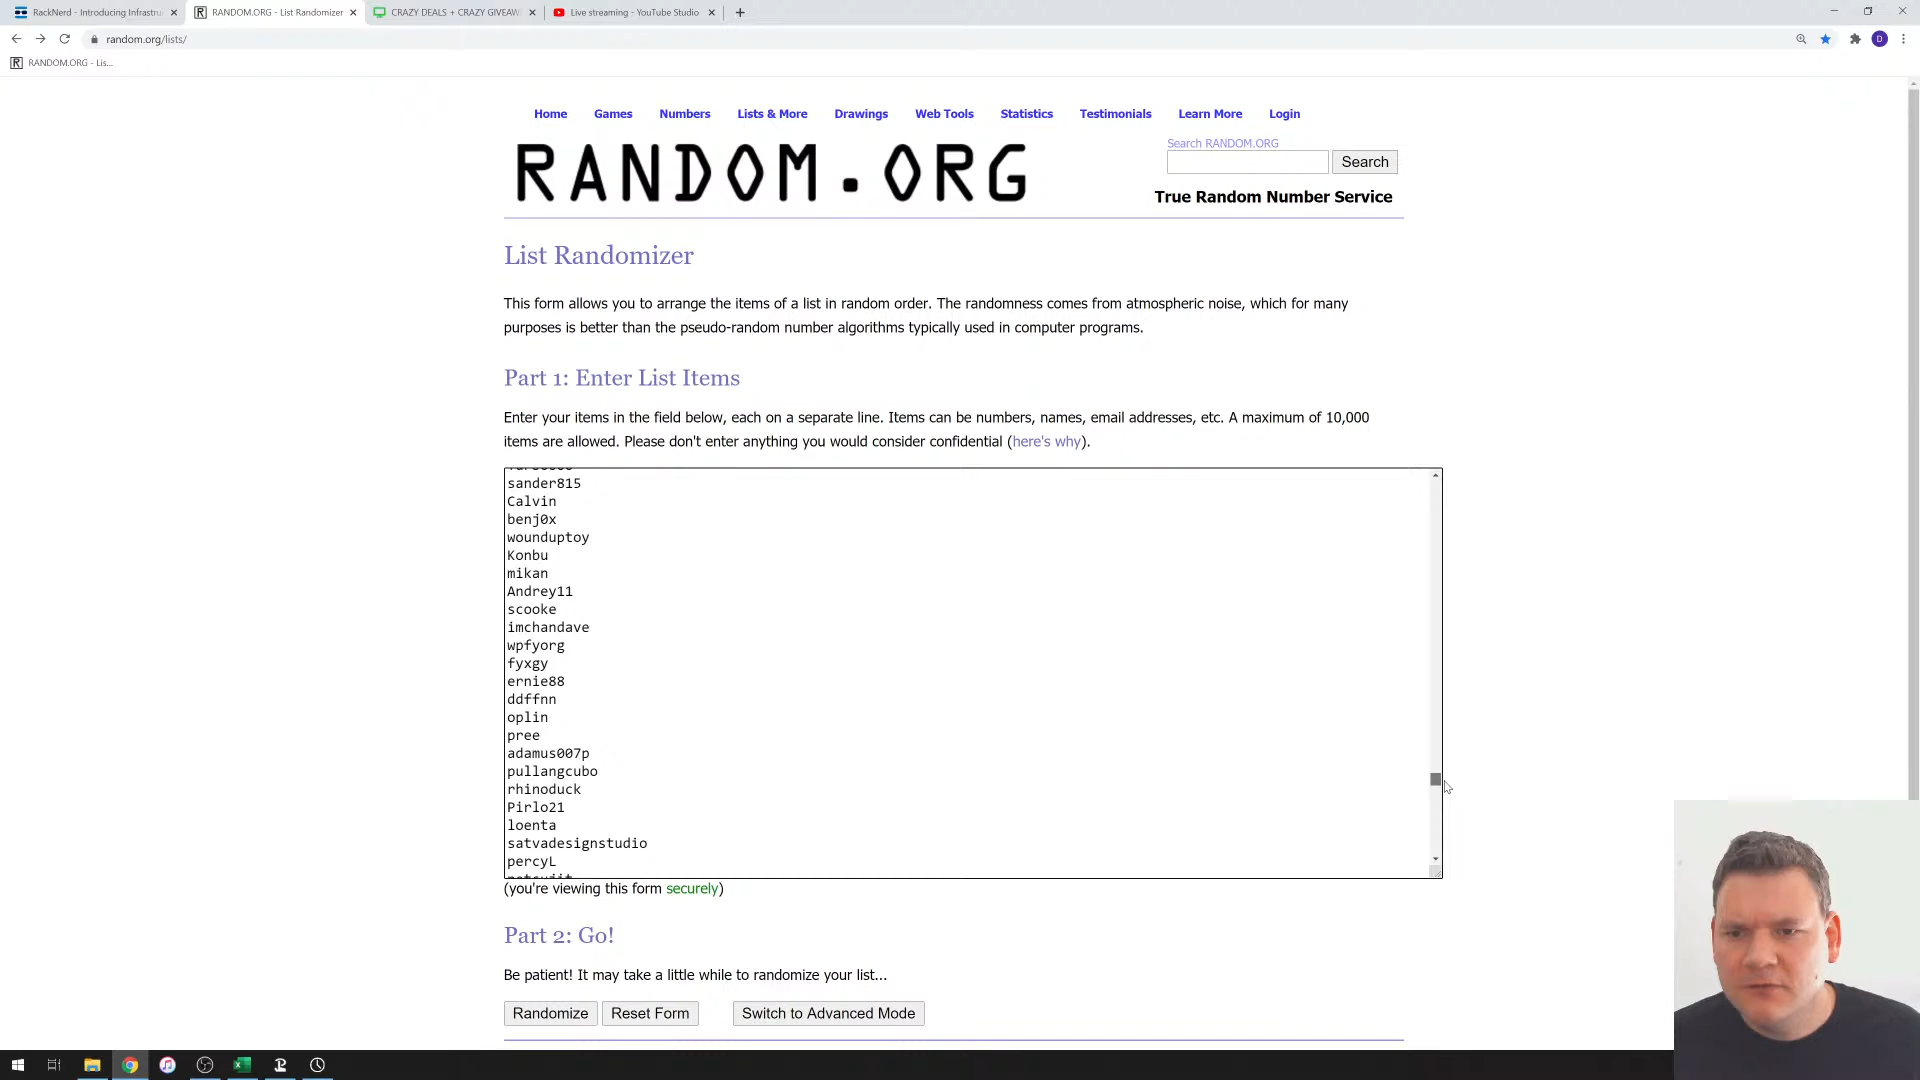 RackNerd - Introducing Infrastru
RANDOM.ORG - List Randomizer
CRAZY DEALS + CRAZY GIVEAW
Live streaming - YouTube Studio
random.org/lists/
D
RANDOM.ORG - Lis...
Home Games Numbers Lists & More Drawings Web Tools Statistics Testimonials Learn More Login
RANDOM.ORG
Search RANDOM.ORG
Search
True Random Number Service
List Randomizer
This form allows you to arrange the items of a list in random order. The randomness comes from atmospheric noise, which for many
purposes is better than the pseudo-random number algorithms typically used in computer programs.
Part 1: Enter List Items
Enter your items in the field below, each on a separate line. Items can be numbers, names, email addresses, etc. A maximum of 10,000
items are allowed. Please don't enter anything you would consider confidential (here's why).
sander815
Calvin
benj0x
wounduptoy
Konbu
mikan
Andrey11
scooke
imchandave
wpfyorg
fyxgy
ernie88
ddffnn
oplin
pree
adamus007p
pullangcubo
rhinoduck
Pirlo21
loenta
satvadesignstudio
percyL
(you're viewing this form securely)
Part 2: Go!
Be patient! It may take a little while to randomize your list...
Randomize Reset Form Switch to Advanced Mode